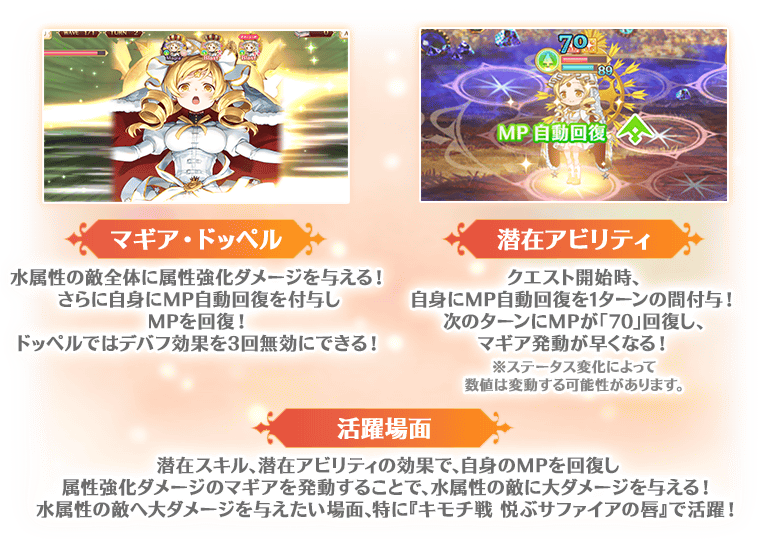 WAVE 1/1 TURN 2
70
89
MP自動回復
マギア・ドッペル
水属性の敵全体に属性強化ダメージを与える！
さらに自身にMP自動回復を付与し
MPを回復！
ドッペルではデバフ効果を3回無効にできる！
潜在アビリティ
クエスト開始時、
自身にMP自動回復を1ターンの間付与！
次のターンにMPが「70」回復し、
マギア発動が早くなる！
※ステータス変化によって
数値は変動する可能性があります。
活躍場面
潜在スキル、潜在アビリティの効果で、自身のMPを回復し
属性強化ダメージのマギアを発動することで、水属性の敵に大ダメージを与える！
水属性の敵へ大ダメージを与えたい場面、特に『キモチ戦 悦ぶサファイアの唇』で活躍！